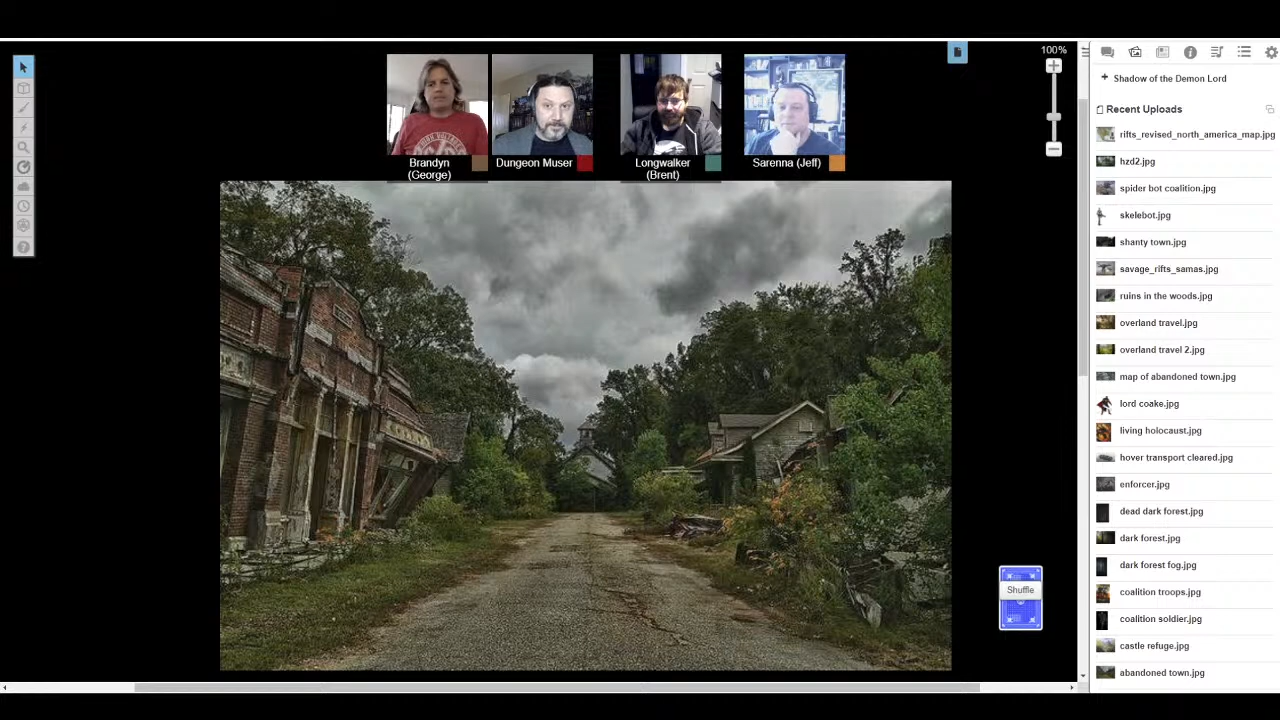 100%
Shadow of the Demon Lord
Recent Uploads
rifts_revised_north_america_map.jpg
hzd2.jpg
spider bot coalition.jpg
skelebot.jpg
shanty town.jpg
savage_rifts_samas.jpg
ruins in the woods.jpg
overland travel.jpg
overland travel 2.jpg
map of abandoned town.jpg
lord coake.jpg
living holocaust.jpg
hover transport cleared.jpg
enforcer.jpg
dead dark forest.jpg
dark forest.jpg
dark forest fog.jpg
coalition troops.jpg
coalition soldier.jpg
castle refuge.jpg
abandoned town.jpg
Brandyn
(George)
Dungeon Muser
Longwalker
(Brent)
Sarenna (Jeff)
Shuffle